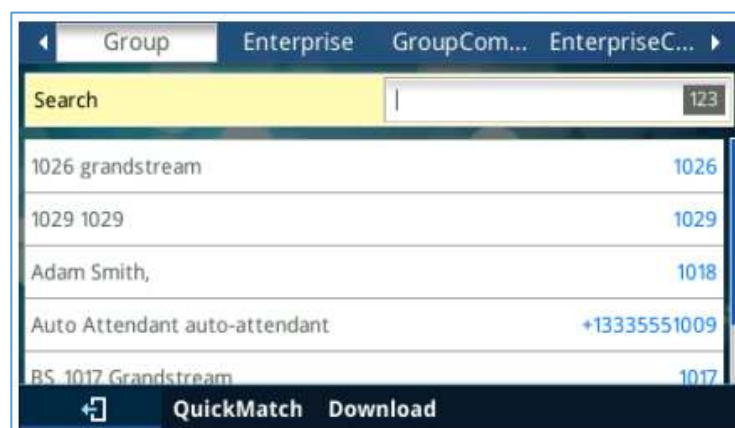 Group Enterprise GroupCom... EnterpriseC...
Search 123
1026 grandstream 1026
1029 1029 1029
Adam Smith, 1018
Auto Attendant auto-attendant +13335551009
BS, 1017 Grandstream 1017
QuickMatch Download